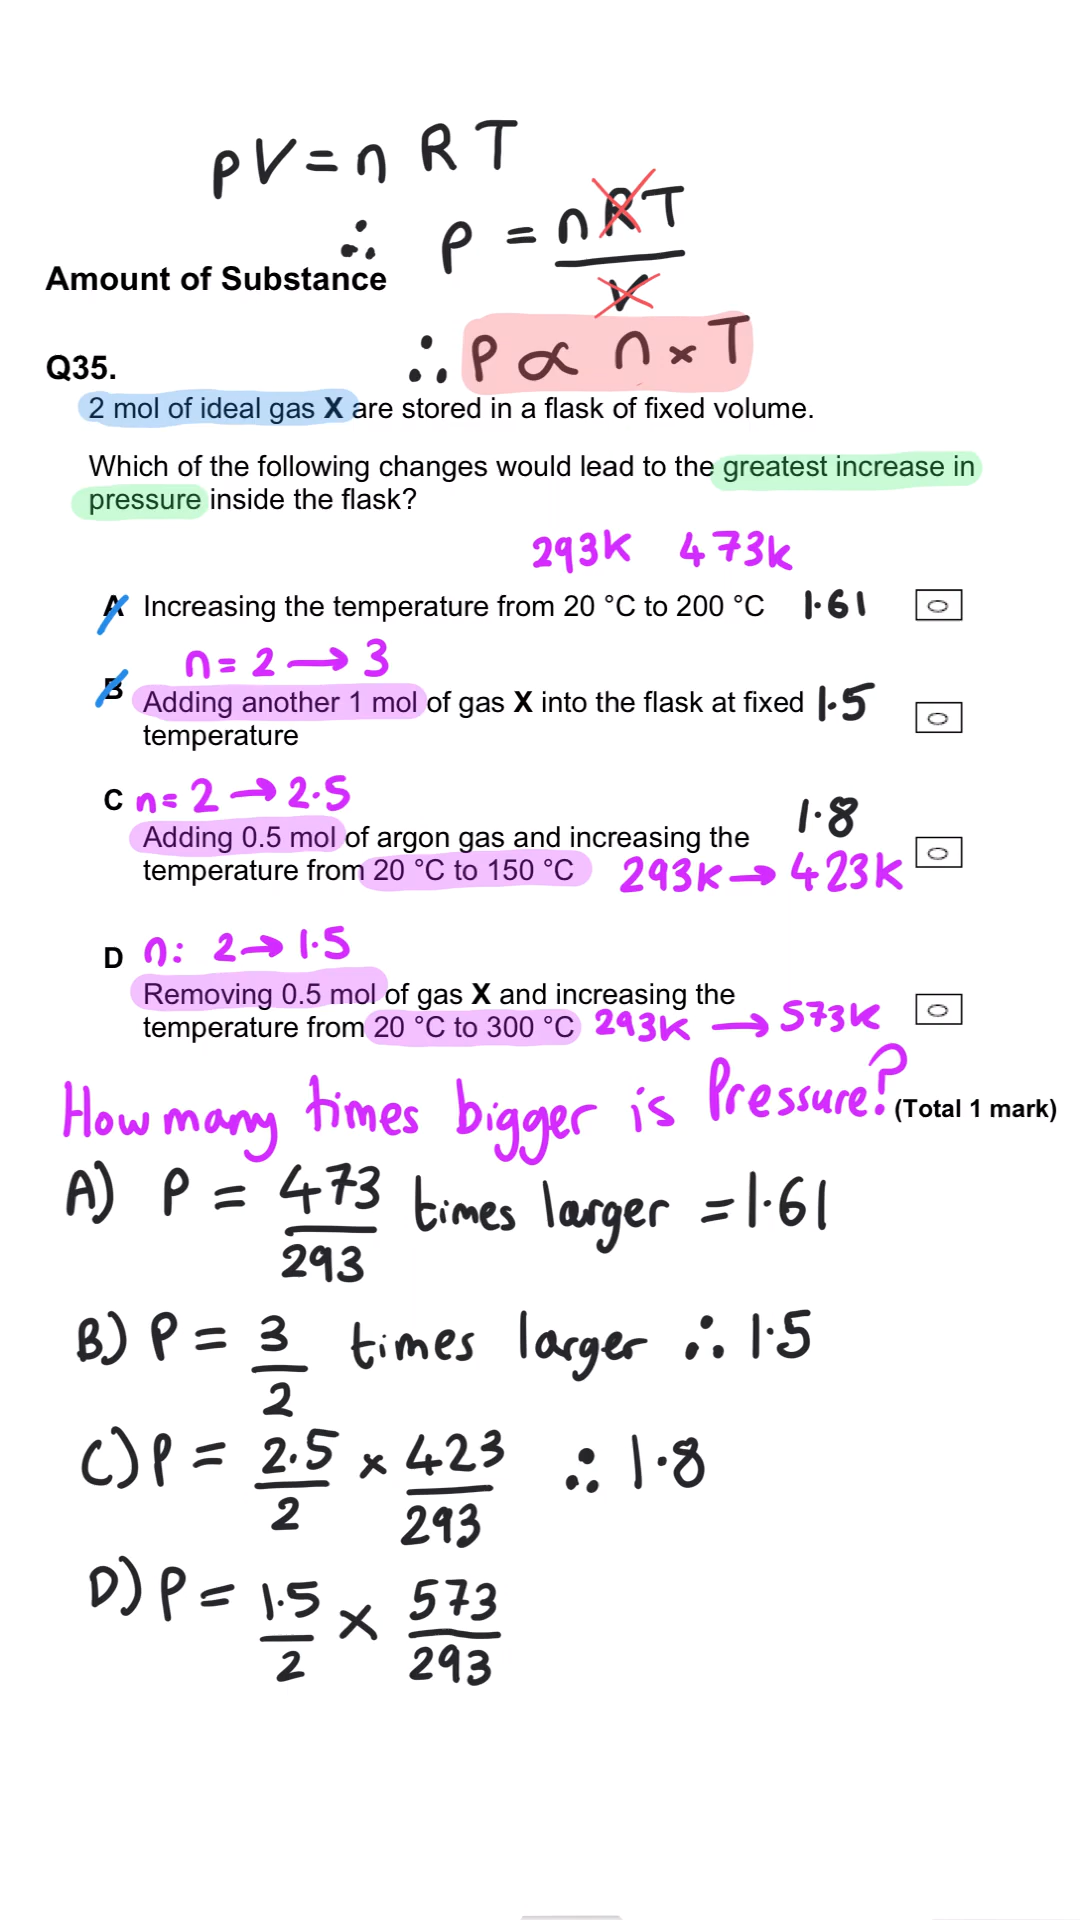 pV = n R T
∴ P = nRT
V
Amount of Substance
∴ P ∝ n × T
Q35.
2 mol of ideal gas X are stored in a flask of fixed volume.
Which of the following changes would lead to the greatest increase in
pressure inside the flask?
293K 473K
A Increasing the temperature from 20 °C to 200 °C 1.61
n = 2 → 3
B Adding another 1 mol of gas X into the flask at fixed 1.5
temperature
C n = 2 → 2.5
1.8
Adding 0.5 mol of argon gas and increasing the
temperature from 20 °C to 150 °C 293K → 423K
D n: 2 → 1.5
Removing 0.5 mol of gas X and increasing the
temperature from 20 °C to 300 °C 293K → 573K
How many times bigger is Pressure?
(Total 1 mark)
A) P = 473 times larger = 1.61
293
B) P = 3 times larger ∴ 1.5
2
C) P = 2.5 × 423 ∴ 1.8
2 293
D) P = 1.5 × 573
2 293